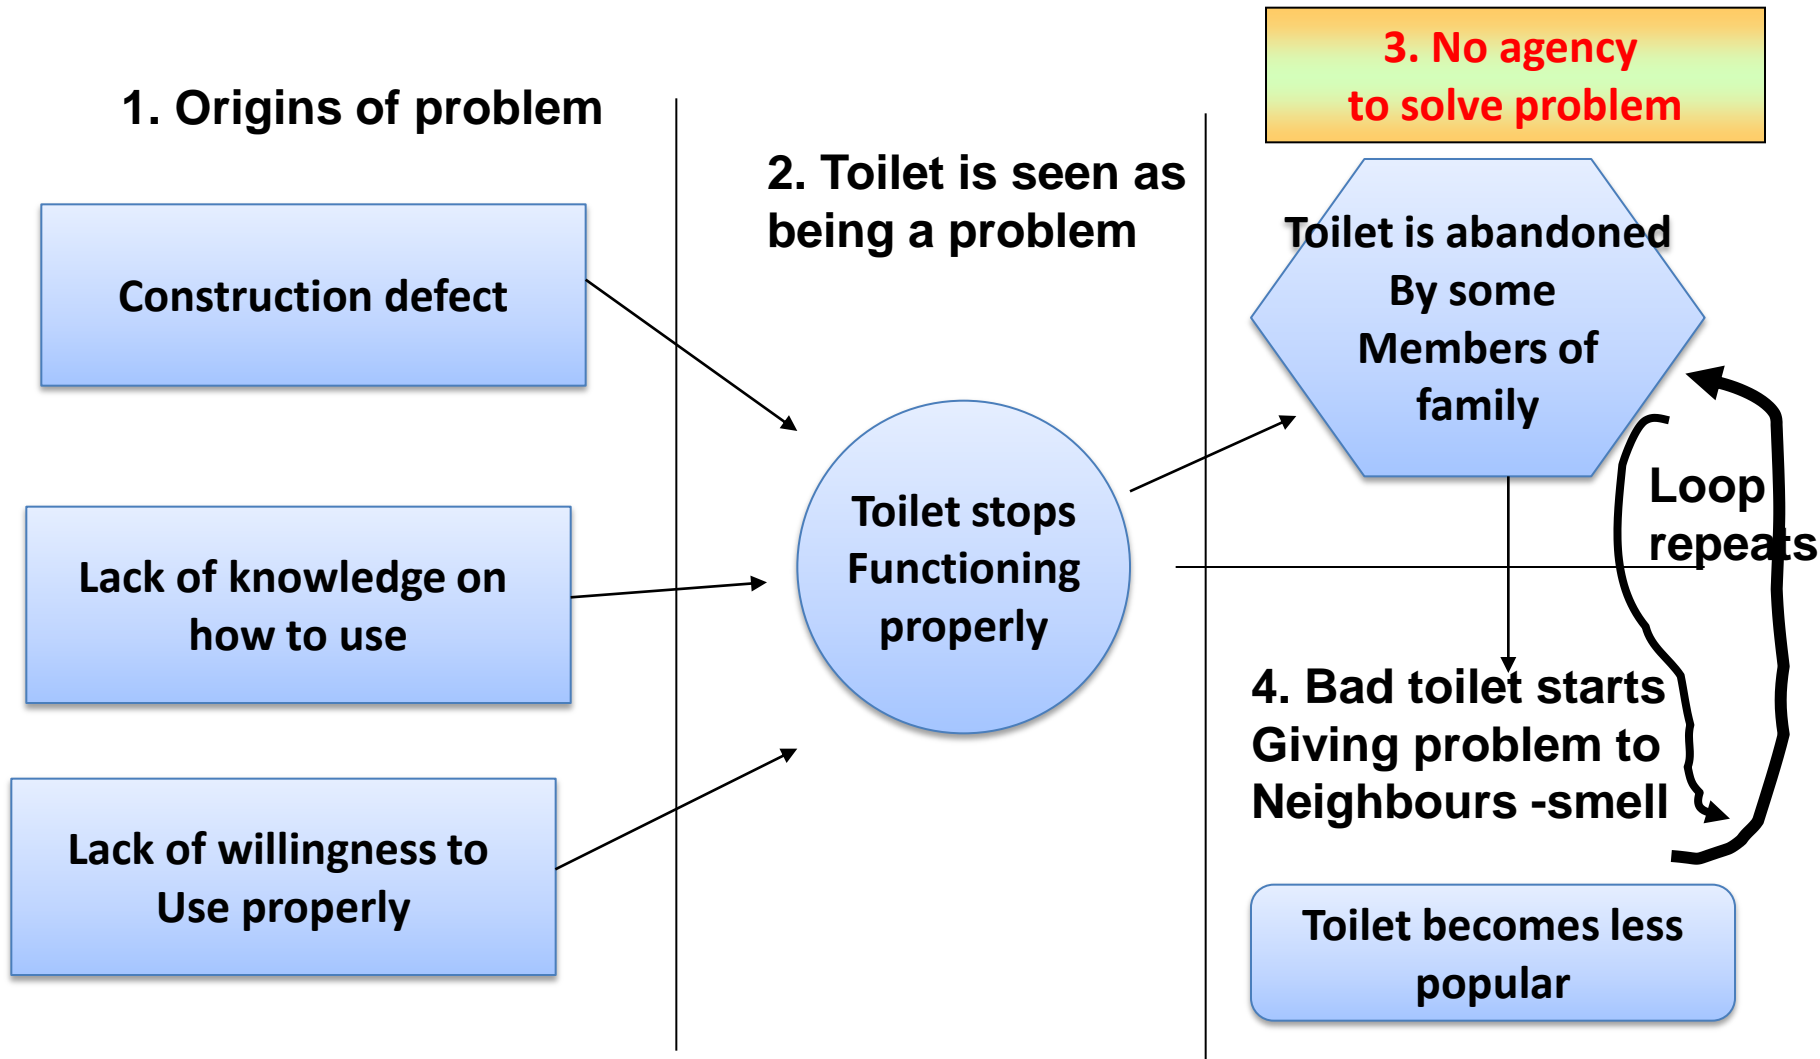 1. Origins of problem
Construction defect
Lack of knowledge on
how to use
Lack of willingness to
Use properly
2. Toilet is seen as
being a problem
Toilet stops
Functioning
properly
3. No agency
to solve problem
Toilet is abandoned
By some
Members of
family
Loop
repeats
4. Bad toilet starts
Giving problem to
Neighbours -smell
Toilet becomes less
popular